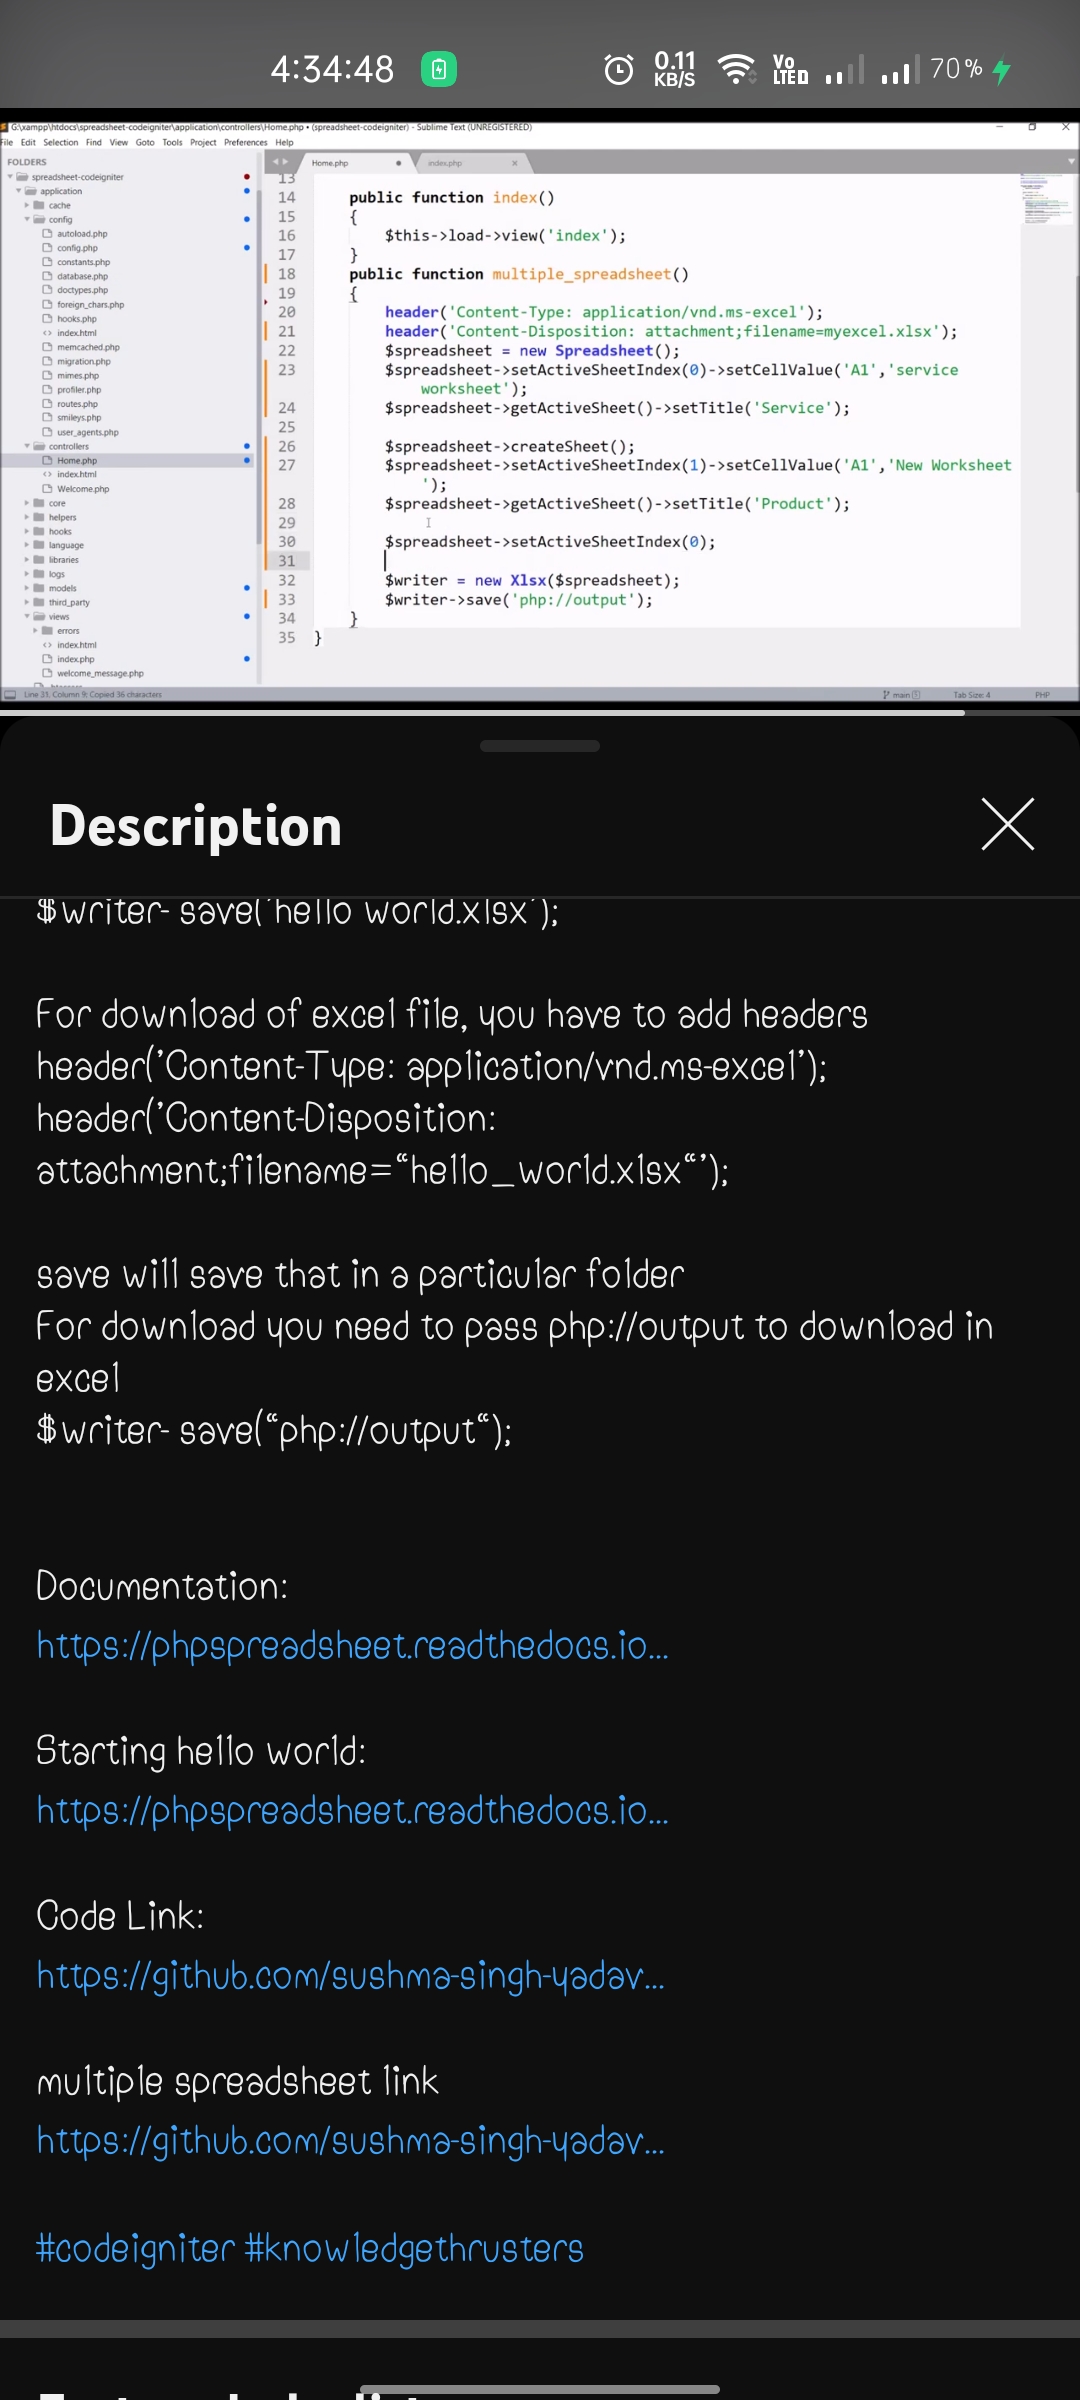 4:34:48
0.11
KB/S
Vo
LTE
70%
G:\xampp\htdocs\spreadsheet-codeigniter\application\controllers\Home.php • (spreadsheet-codeigniter) - Sublime Text (UNREGISTERED)
File Edit Selection Find View Goto Tools Project Preferences Help
FOLDERS
spreadsheet-codeigniter
application
cache
config
autoload.php
config.php
constants.php
database.php
doctypes.php
foreign_chars.php
hooks.php
index.html
memcached.php
migration.php
mimes.php
profiler.php
routes.php
smileys.php
user_agents.php
controllers
Home.php
index.html
Welcome.php
core
helpers
hooks
language
libraries
logs
models
third_party
views
errors
index.html
index.php
welcome_message.php
Home.php
index.php
13
14 public function index()
15 {
16 $this->load->view('index');
17 }
18 public function multiple_spreadsheet()
19 {
20 header('Content-Type: application/vnd.ms-excel');
21 header('Content-Disposition: attachment;filename=myexcel.xlsx');
22 $spreadsheet = new Spreadsheet();
23 $spreadsheet->setActiveSheetIndex(0)->setCellValue('A1','service
worksheet');
24 $spreadsheet->getActiveSheet()->setTitle('Service');
25
26 $spreadsheet->createSheet();
27 $spreadsheet->setActiveSheetIndex(1)->setCellValue('A1','New Worksheet
');
28 $spreadsheet->getActiveSheet()->setTitle('Product');
29
30 $spreadsheet->setActiveSheetIndex(0);
31
32 $writer = new Xlsx($spreadsheet);
33 $writer->save('php://output');
34 }
35 }
Line 31, Column 9; Copied 36 characters
main
Tab Size: 4
PHP
Description
$writer- save('hello world.xlsx');
For download of excel file, you have to add headers
header('Content-Type: application/vnd.ms-excel');
header('Content-Disposition:
attachment;filename=“hello_world.xlsx“');
save will save that in a particular folder
For download you need to pass php://output to download in
excel
$writer- save(“php://output“);
Documentation:
https://phpspreadsheet.readthedocs.io...
Starting hello world:
https://phpspreadsheet.readthedocs.io...
Code Link:
https://github.com/sushma-singh-yadav...
multiple spreadsheet link
https://github.com/sushma-singh-yadav...
#codeigniter #knowledgethrusters